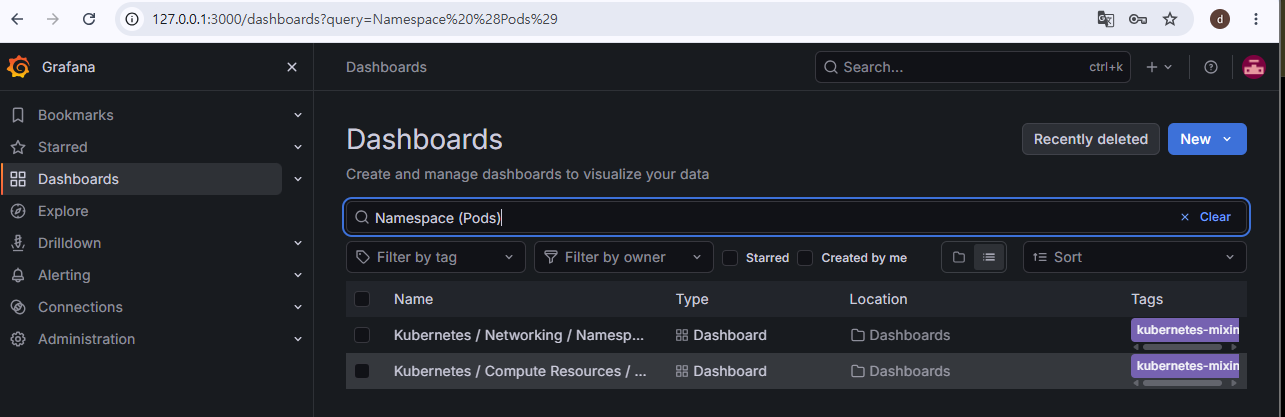 127.0.0.1:3000/dashboards?query=Namespace%20%28Pods%29
d
Grafana
Dashboards
Search...
ctrl+k
Bookmarks
Starred
Dashboards
Explore
Drilldown
Alerting
Connections
Administration
Dashboards
Recently deleted
New
Create and manage dashboards to visualize your data
Namespace (Pods)
Clear
Filter by tag
Filter by owner
Starred
Created by me
Sort
Name Type Location Tags
Kubernetes / Networking / Namesp... Dashboard Dashboards kubernetes-mixin
Kubernetes / Compute Resources / ... Dashboard Dashboards kubernetes-mixin